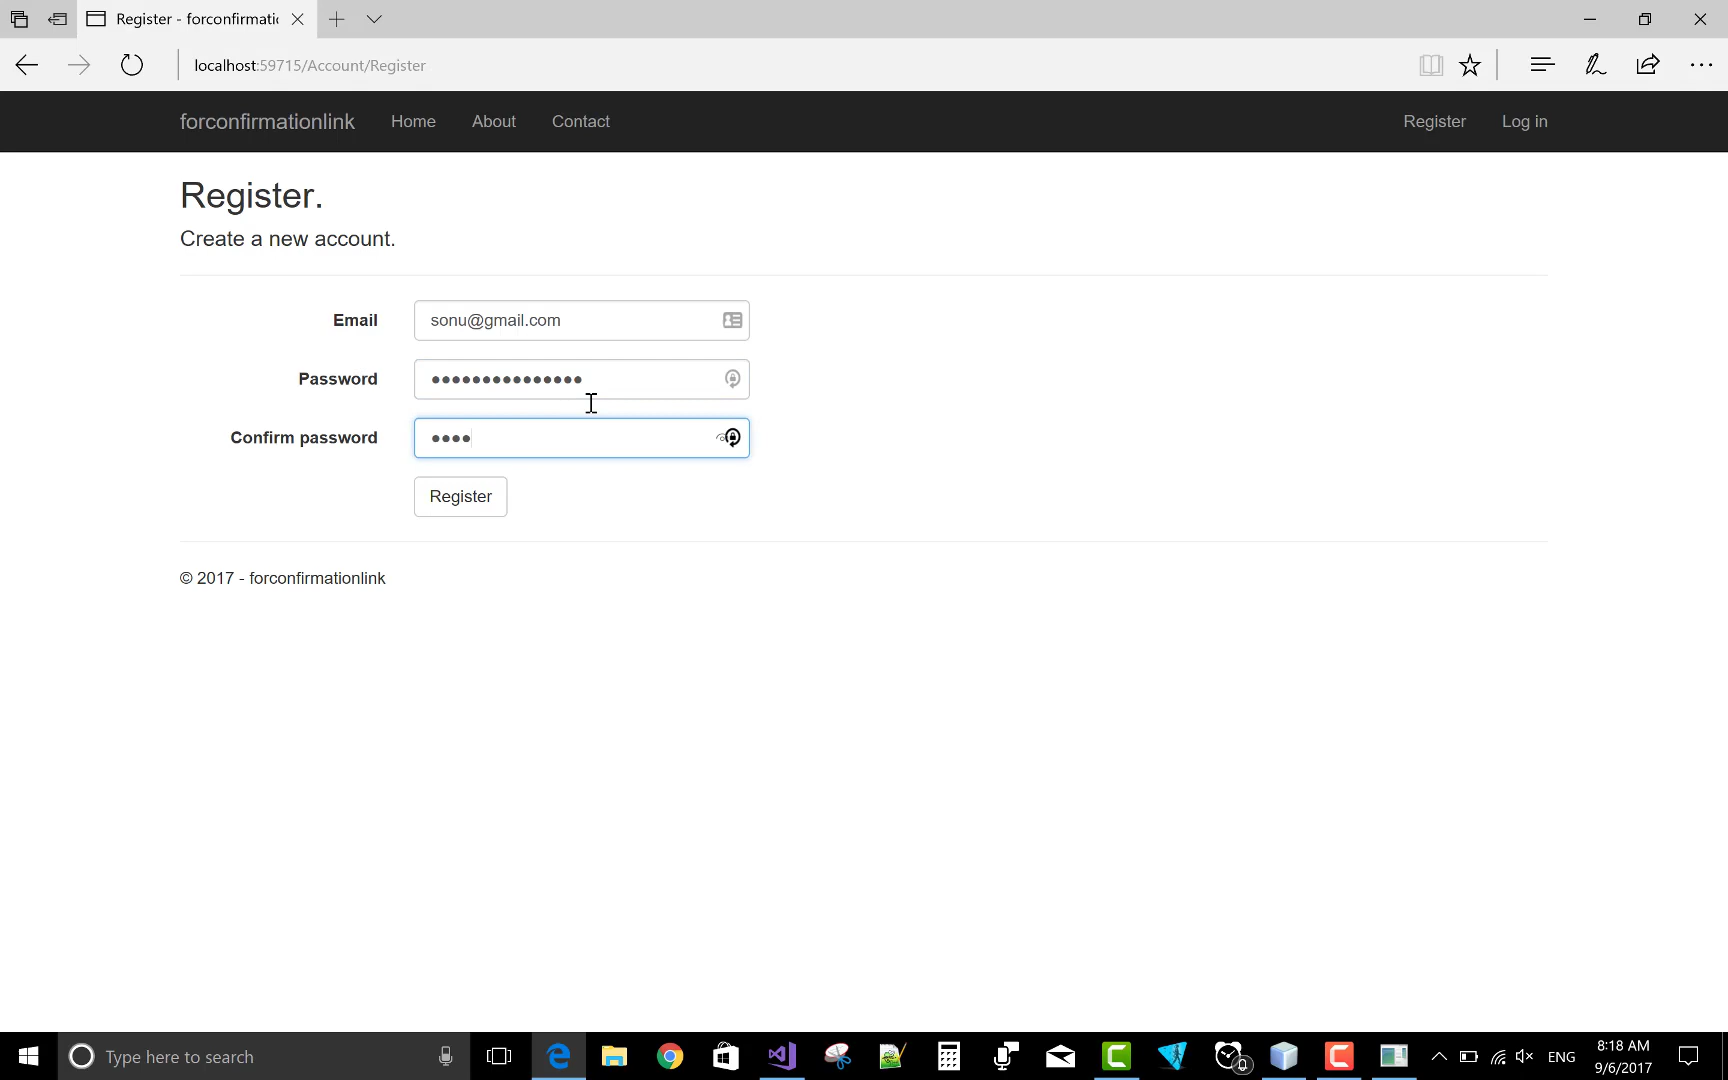 Register - forconfirmatic
localhost:59715/Account/Register
forconfirmationlink Home About Contact Register Log in
Register.
Create a new account.
Email sonu@gmail.com
Password ●●●●●●●●●●●●●●●
Confirm password ●●●●
Register
© 2017 - forconfirmationlink
Type here to search
ENG
8:18 AM
9/6/2017